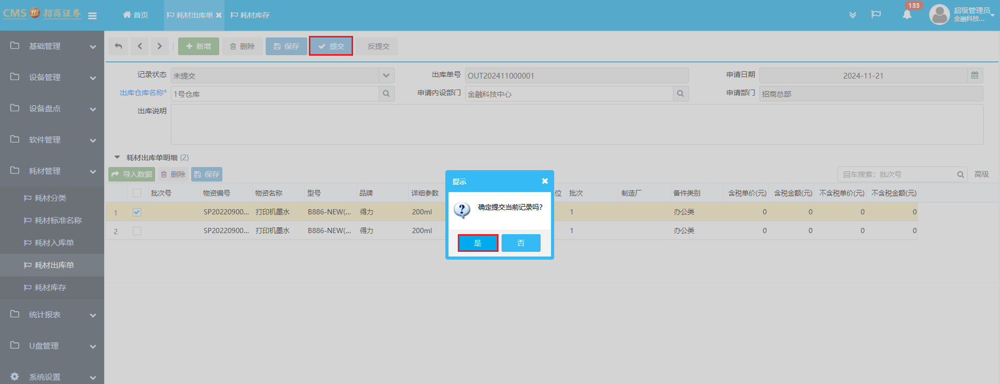 CMS 招商证券
首页
耗材出库单
耗材库存
133
超级管理员
金融科技...
基础管理
设备管理
设备盘点
软件管理
耗材管理
耗材分类
耗材标准名称
耗材入库单
耗材出库单
耗材库存
统计报表
U盘管理
系统设置
新增 删除 保存 提交 反提交
记录状态 未提交 出库单号 OUT202411000001 申请日期 2024-11-21
出库仓库名称* 1号仓库 申请内设部门 金融科技中心 申请部门 招商总部
出库说明
耗材出库单明细 (2)
导入数据 删除 保存 回车搜索：批次号 高级
批次号 物资编号 物资名称 型号 品牌 详细参数 位 批次 制造厂 备件类别 含税单价(元) 含税金额(元) 不含税单价(元) 不含税金额(元)
1 SP20220900... 打印机墨水 B886-NEW(... 得力 200ml 1 办公类 0 0 0 0
2 SP20220900... 打印机墨水 B886-NEW(... 得力 200ml 1 办公类 0 0 0 0
提示
确定提交当前记录吗?
是 否